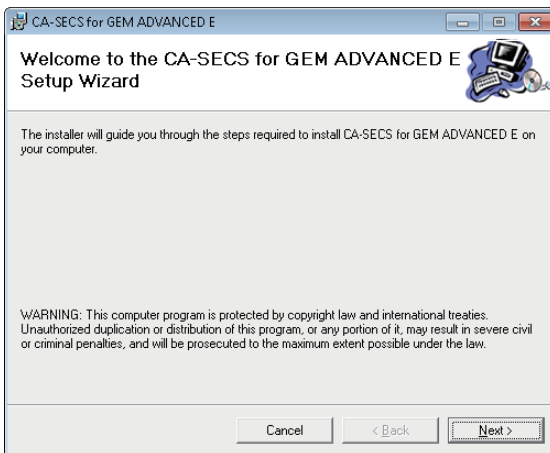 CA-SECS for GEM ADVANCED E
Welcome to the CA-SECS for GEM ADVANCED E
Setup Wizard
The installer will guide you through the steps required to install CA-SECS for GEM ADVANCED E on
your computer.
WARNING: This computer program is protected by copyright law and international treaties.
Unauthorized duplication or distribution of this program, or any portion of it, may result in severe civil
or criminal penalties, and will be prosecuted to the maximum extent possible under the law.
Cancel
< Back
Next >